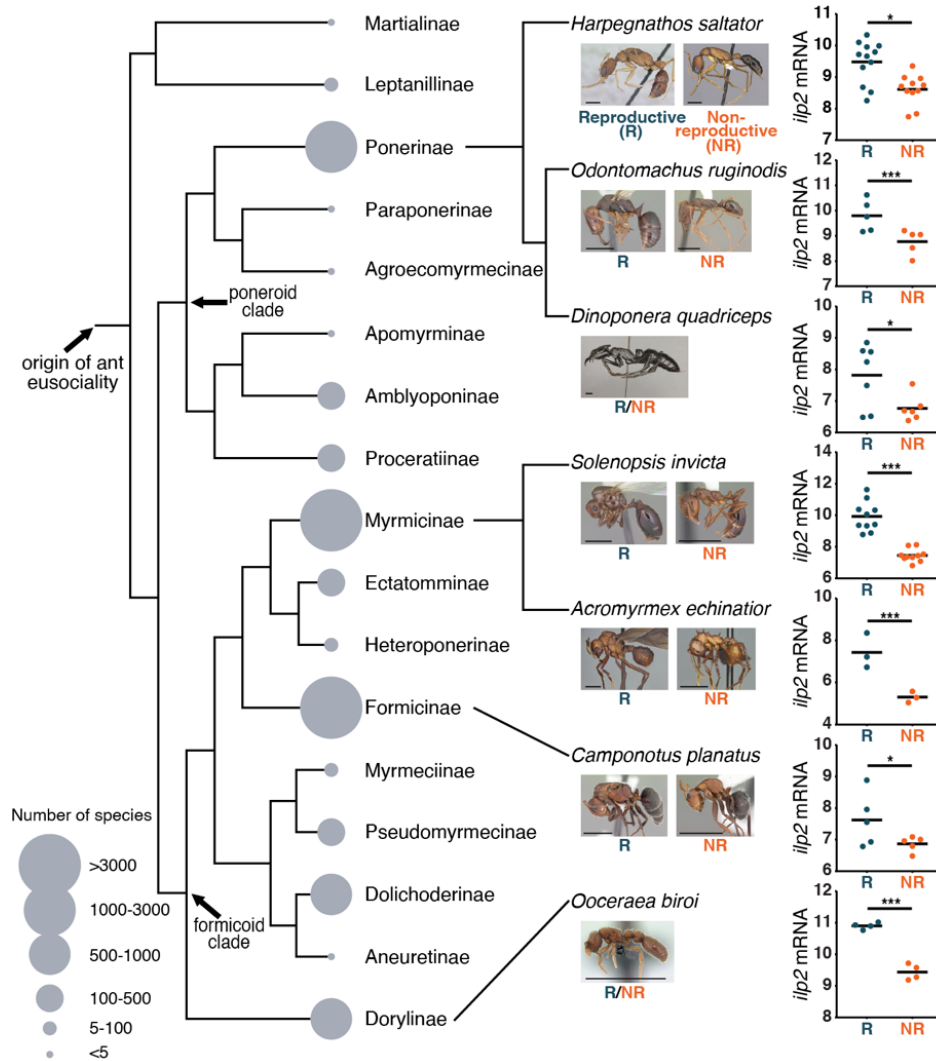 Martialinae
Leptanillinae
Ponerinae
Paraponerinae
Agroecomyrmecinae
poneroid
clade
origin of ant
eusociality
Apomyrminae
Amblyoponinae
Proceratiinae
Myrmicinae
Ectatomminae
Heteroponerinae
Formicinae
Myrmeciinae
Pseudomyrmecinae
Dolichoderinae
Aneuretinae
formicoid
clade
Dorylinae
Number of species
>3000
1000-3000
500-1000
100-500
5-100
<5
Harpegnathos saltator
Reproductive
(R)
Non-
reproductive
(NR)
ilp2 mRNA
11
10
9
8
7
*
R
NR
Odontomachus ruginodis
R
NR
ilp2 mRNA
12
11
10
9
8
7
***
R
NR
Dinoponera quadriceps
R/NR
ilp2 mRNA
10
9
8
7
6
*
R
NR
Solenopsis invicta
R
NR
ilp2 mRNA
14
12
10
8
6
***
R
NR
Acromyrmex echinatior
R
NR
ilp2 mRNA
10
8
6
4
***
R
NR
Camponotus planatus
R
NR
ilp2 mRNA
10
9
8
7
6
*
R
NR
Ooceraea biroi
R/NR
ilp2 mRNA
12
11
10
9
8
***
R
NR